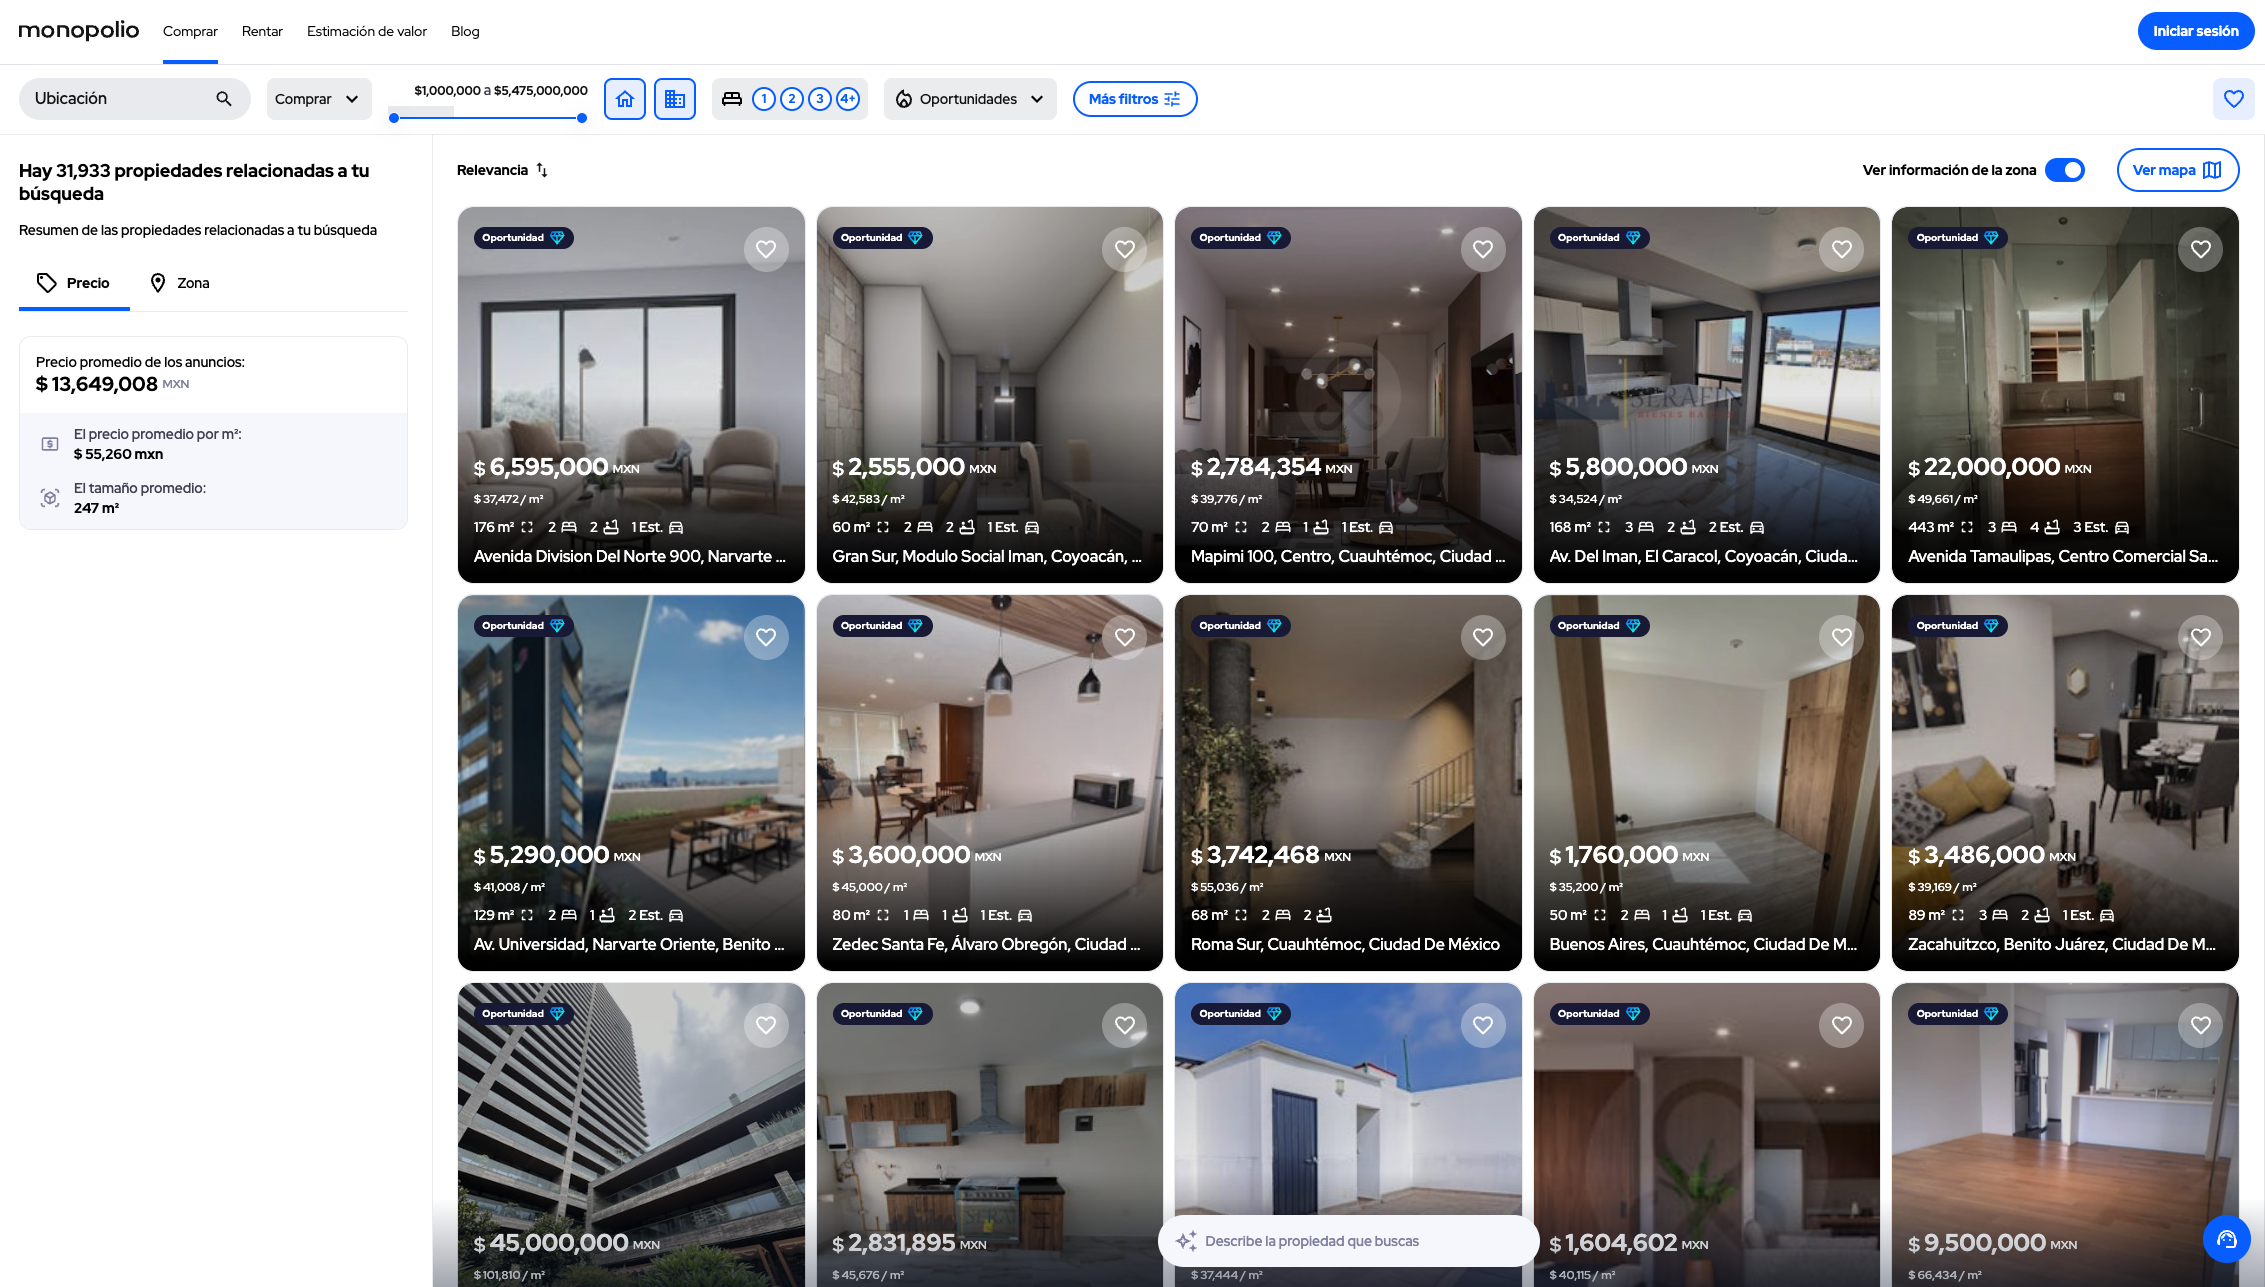 monopolio
Comprar
Rentar
Estimación de valor
Blog
Iniciar sesión
Ubicación
Comprar
$1,000,000 a $5,475,000,000
1
2
3
4+
Oportunidades
Más filtros
Hay 31,933 propiedades relacionadas a tu
búsqueda
Resumen de las propiedades relacionadas a tu búsqueda
Precio
Zona
Precio promedio de los anuncios:
$ 13,649,008 MXN
El precio promedio por m²:
$ 55,260 mxn
El tamaño promedio:
247 m²
Relevancia
Ver información de la zona
Ver mapa
Oportunidad
$ 6,595,000 MXN
$ 37,472 / m²
176 m² 2 2 1 Est.
Avenida Division Del Norte 900, Narvarte ...
Oportunidad
$ 2,555,000 MXN
$ 42,583 / m²
60 m² 2 2 1 Est.
Gran Sur, Modulo Social Iman, Coyoacán, ...
Oportunidad
$ 2,784,354 MXN
$ 39,776 / m²
70 m² 2 1 1 Est.
Mapimi 100, Centro, Cuauhtémoc, Ciudad ...
Oportunidad
SERAFIN
BIENES RAICES
$ 5,800,000 MXN
$ 34,524 / m²
168 m² 3 2 2 Est.
Av. Del Iman, El Caracol, Coyoacán, Ciuda...
Oportunidad
$ 22,000,000 MXN
$ 49,661 / m²
443 m² 3 4 3 Est.
Avenida Tamaulipas, Centro Comercial Sa...
Oportunidad
$ 5,290,000 MXN
$ 41,008 / m²
129 m² 2 1 2 Est.
Av. Universidad, Narvarte Oriente, Benito ...
Oportunidad
$ 3,600,000 MXN
$ 45,000 / m²
80 m² 1 1 1 Est.
Zedec Santa Fe, Álvaro Obregón, Ciudad ...
Oportunidad
$ 3,742,468 MXN
$ 55,036 / m²
68 m² 2 2
Roma Sur, Cuauhtémoc, Ciudad De México
Oportunidad
$ 1,760,000 MXN
$ 35,200 / m²
50 m² 2 1 1 Est.
Buenos Aires, Cuauhtémoc, Ciudad De M...
Oportunidad
$ 3,486,000 MXN
$ 39,169 / m²
89 m² 3 2 1 Est.
Zacahuitzco, Benito Juárez, Ciudad De M...
Oportunidad
$ 45,000,000 MXN
$ 101,810 / m²
Oportunidad
$ 2,831,895 MXN
$ 45,676 / m²
Oportunidad
Describe la propiedad que buscas
$ 37,444 / m²
Oportunidad
$ 1,604,602 MXN
$ 40,115 / m²
Oportunidad
$ 9,500,000 MXN
$ 66,434 / m²